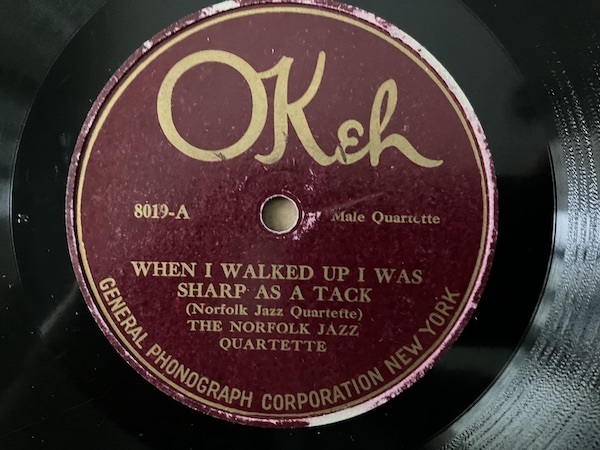 OKeh
8019-A
Male Quartette
WHEN I WALKED UP I WAS
SHARP AS A TACK
(Norfolk Jazz Quartette)
THE NORFOLK JAZZ
QUARTETTE
GENERAL PHONOGRAPH CORPORATION NEW YORK